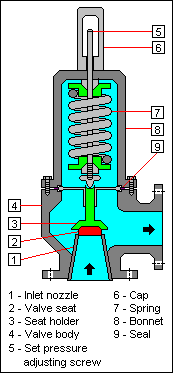 5
6
7
8
9
4
3
2
1
1 - Inlet nozzle
2 - Valve seat
3 - Seat holder
4 - Valve body
5 - Set pressure
adjusting screw
6 - Cap
7 - Spring
8 - Bonnet
9 - Seal